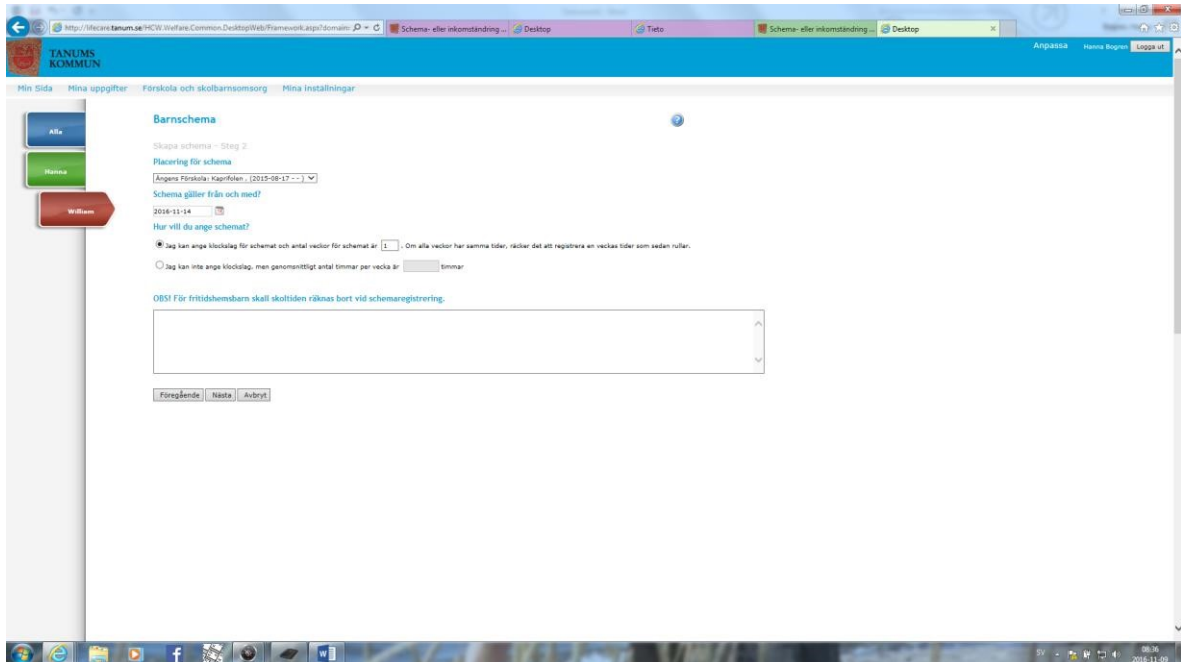 http://lifecare.tanum.se/HCW.Welfare.Common.DesktopWeb/Framework.aspx?domain=
Schema- eller inkomständring ...
Desktop
Tieto
Schema- eller inkomständring ...
Desktop
TANUMS
KOMMUN
Anpassa
Hanna Bogren
Logga ut
Min Sida Mina uppgifter Förskola och skolbarnsomsorg Mina inställningar
Alla
Hanna
William
Barnschema
Skapa schema - Steg 2
Placering för schema
Ängens Förskola: Kaprifolen , (2015-08-17 - - )
Schema gäller från och med?
2016-11-14
Hur vill du ange schemat?
Jag kan ange klockslag för schemat och antal veckor för schemat är 1 . Om alla veckor har samma tider, räcker det att registrera en veckas tider som sedan rullar.
Jag kan inte ange klockslag, men genomsnittligt antal timmar per vecka är timmar
OBS! För fritidshemsbarn skall skoltiden räknas bort vid schemaregistrering.
Föregående Nästa Avbryt
SV
08:36
2016-11-09